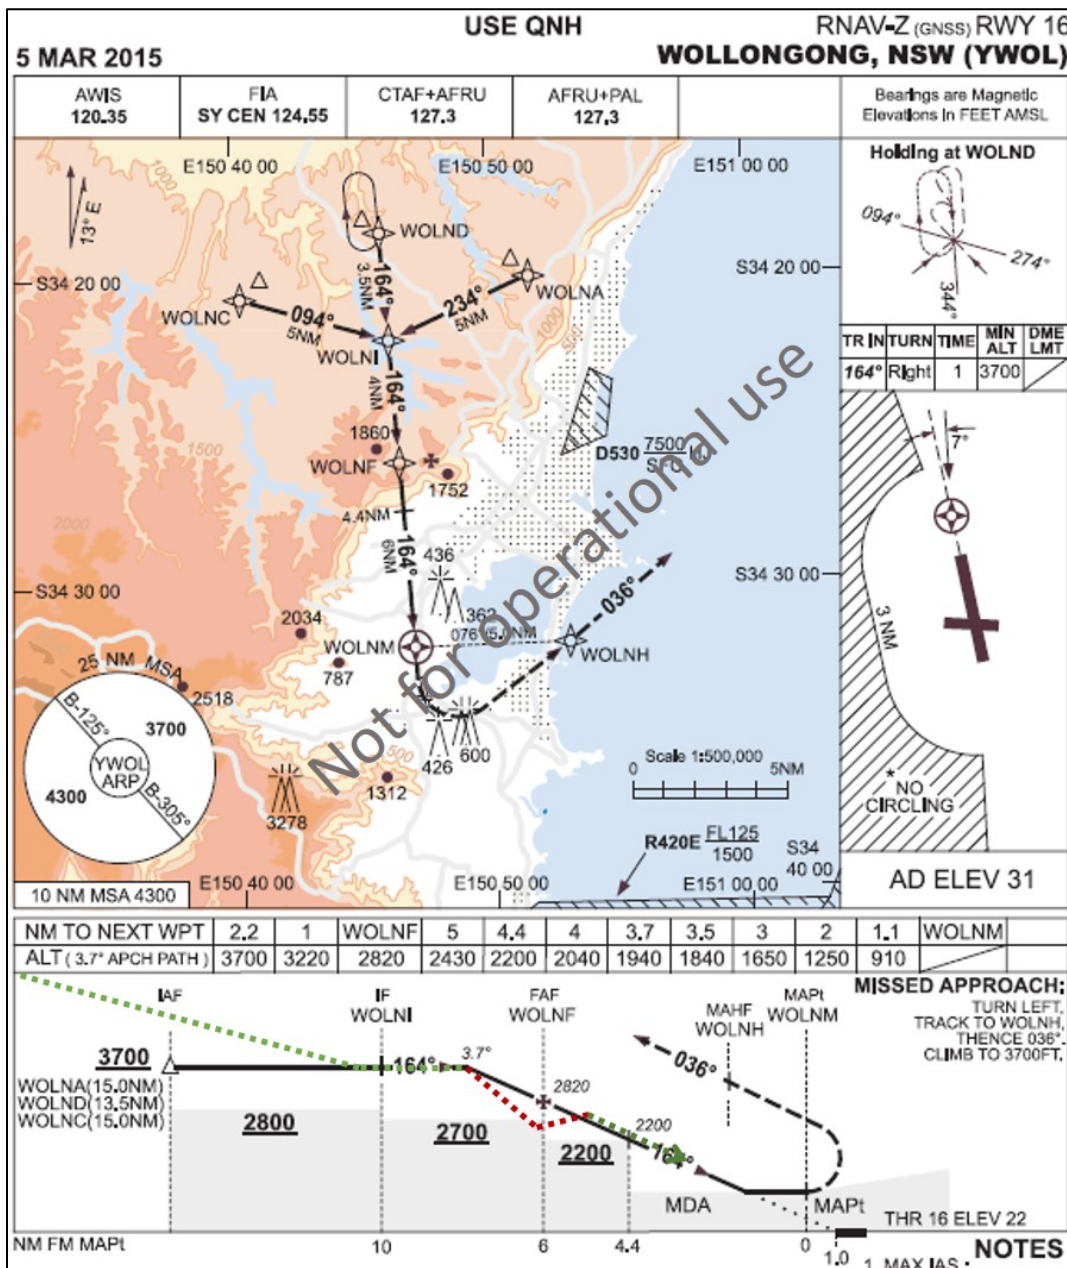 USE QNH
RNAV-Z (GNSS) RWY 16
5 MAR 2015
WOLLONGONG, NSW (YWOL)
AWIS
120.35
FIA
SY CEN 124.55
CTAF+AFRU
127.3
AFRU+PAL
127.3
Bearings are Magnetic
Elevations in FEET AMSL
E150 40 00
E150 50 00
E151 00 00
1000
500
13° E
WOLND
S34 20 00
S34 20 00
164°
3.5NM
WOLNA
WOLNC
094°
5NM
234°
5NM
WOLNI
1000
500
164°
4NM
1860
WOLNF
1752
D530 7500
SFC HJ
1500
4.4NM
2000
164°
6NM
436
362
S34 30 00
S34 30 00
036°
2034
076° /5.0NM
WOLNM
WOLNH
787
25 NM MSA
2518
B-125°
3700
YWOL
ARP
4300
B-305°
426
600
500
1312
3278
Scale 1:500,000
0 5NM
R420E FL125
1500
S34
40 00
E150 40 00
E150 50 00
E151 00 00
10 NM MSA 4300
Not for operational use
Holding at WOLND
094°
274°
344°
TR IN TURN TIME MIN ALT DME LMT
164° Right 1 3700
7°
3 NM
*NO
CIRCLING
AD ELEV 31
NM TO NEXT WPT 2.2 1 WOLNF 5 4.4 4 3.7 3.5 3 2 1.1 WOLNM
ALT ( 3.7° APCH PATH ) 3700 3220 2820 2430 2200 2040 1940 1840 1650 1250 910
IAF
IF
WOLNI
FAF
WOLNF
MAHF
WOLNH
MAPt
WOLNM
MISSED APPROACH:
TURN LEFT,
TRACK TO WOLNH,
THENCE 036°.
CLIMB TO 3700FT.
3700
164°
3.7°
036°
WOLNA(15.0NM)
WOLND(13.5NM)
WOLNC(15.0NM)
2820
2800
2700
2200
2200
164°
MDA
MAPt
THR 16 ELEV 22
NM FM MAPt
10
6
4.4
0
1.0
NOTES
1. MAX IAS :